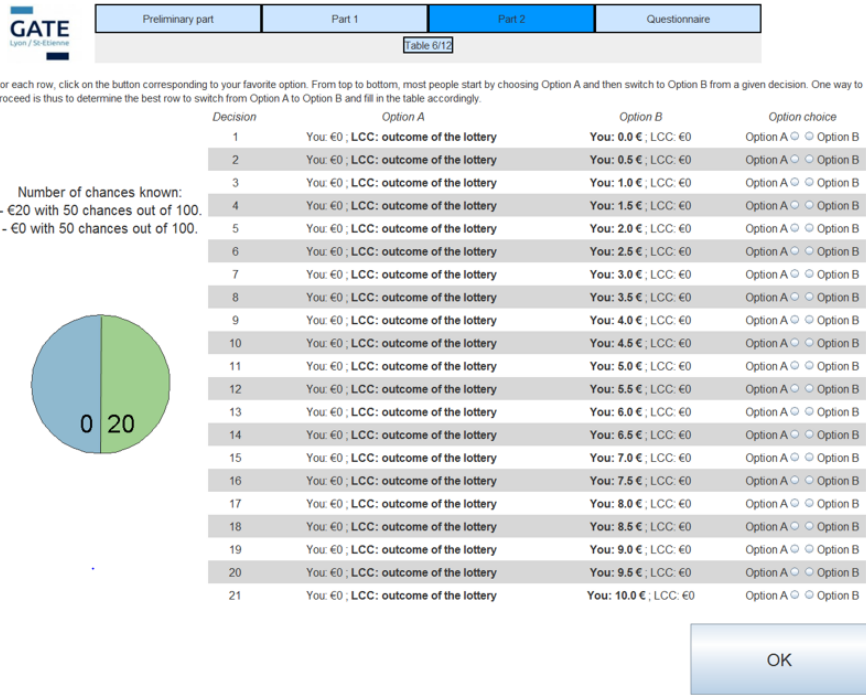 GATE
Lyon / St-Etienne
Preliminary part
Part 1
Part 2
Questionnaire
Table 6/12
or each row, click on the button corresponding to your favorite option. From top to bottom, most people start by choosing Option A and then switch to Option B from a given decision. One way to
roceed is thus to determine the best row to switch from Option A to Option B and fill in the table accordingly.
Decision Option A Option B Option choice
1 You: €0 ; LCC: outcome of the lottery You: 0.0 € ; LCC: €0 Option A Option B
2 You: €0 ; LCC: outcome of the lottery You: 0.5 € ; LCC: €0 Option A Option B
3 You: €0 ; LCC: outcome of the lottery You: 1.0 € ; LCC: €0 Option A Option B
4 You: €0 ; LCC: outcome of the lottery You: 1.5 € ; LCC: €0 Option A Option B
5 You: €0 ; LCC: outcome of the lottery You: 2.0 € ; LCC: €0 Option A Option B
6 You: €0 ; LCC: outcome of the lottery You: 2.5 € ; LCC: €0 Option A Option B
7 You: €0 ; LCC: outcome of the lottery You: 3.0 € ; LCC: €0 Option A Option B
8 You: €0 ; LCC: outcome of the lottery You: 3.5 € ; LCC: €0 Option A Option B
9 You: €0 ; LCC: outcome of the lottery You: 4.0 € ; LCC: €0 Option A Option B
10 You: €0 ; LCC: outcome of the lottery You: 4.5 € ; LCC: €0 Option A Option B
11 You: €0 ; LCC: outcome of the lottery You: 5.0 € ; LCC: €0 Option A Option B
12 You: €0 ; LCC: outcome of the lottery You: 5.5 € ; LCC: €0 Option A Option B
13 You: €0 ; LCC: outcome of the lottery You: 6.0 € ; LCC: €0 Option A Option B
14 You: €0 ; LCC: outcome of the lottery You: 6.5 € ; LCC: €0 Option A Option B
15 You: €0 ; LCC: outcome of the lottery You: 7.0 € ; LCC: €0 Option A Option B
16 You: €0 ; LCC: outcome of the lottery You: 7.5 € ; LCC: €0 Option A Option B
17 You: €0 ; LCC: outcome of the lottery You: 8.0 € ; LCC: €0 Option A Option B
18 You: €0 ; LCC: outcome of the lottery You: 8.5 € ; LCC: €0 Option A Option B
19 You: €0 ; LCC: outcome of the lottery You: 9.0 € ; LCC: €0 Option A Option B
20 You: €0 ; LCC: outcome of the lottery You: 9.5 € ; LCC: €0 Option A Option B
21 You: €0 ; LCC: outcome of the lottery You: 10.0 € ; LCC: €0 Option A Option B
Number of chances known:
- €20 with 50 chances out of 100.
- €0 with 50 chances out of 100.
0 20
OK